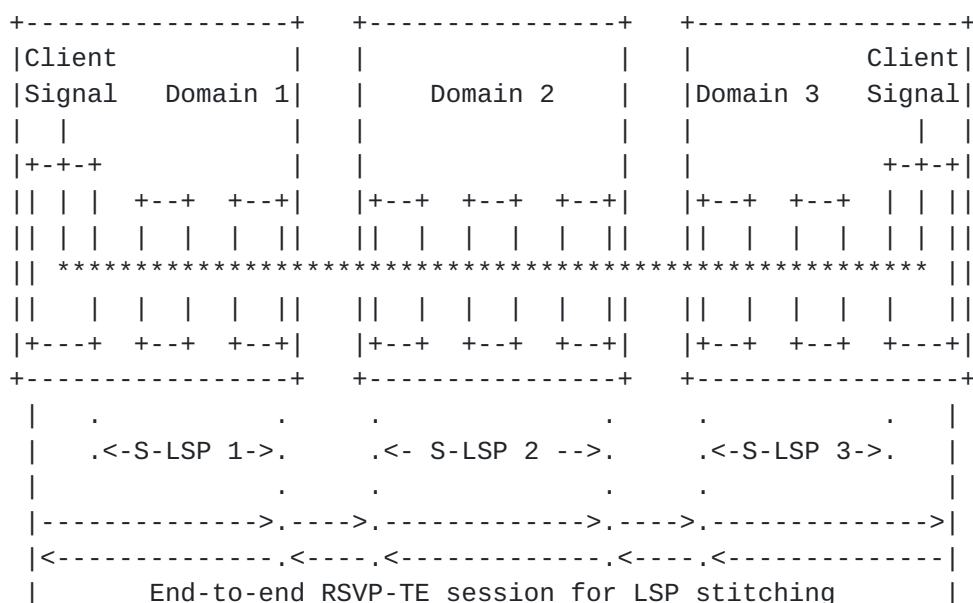 Client Client
Signal Domain 1 Domain 2 Domain 3 Signal
.<-S-LSP 1->. .<- S-LSP 2 -->. .<-S-LSP 3->.
End-to-end RSVP-TE session for LSP stitching